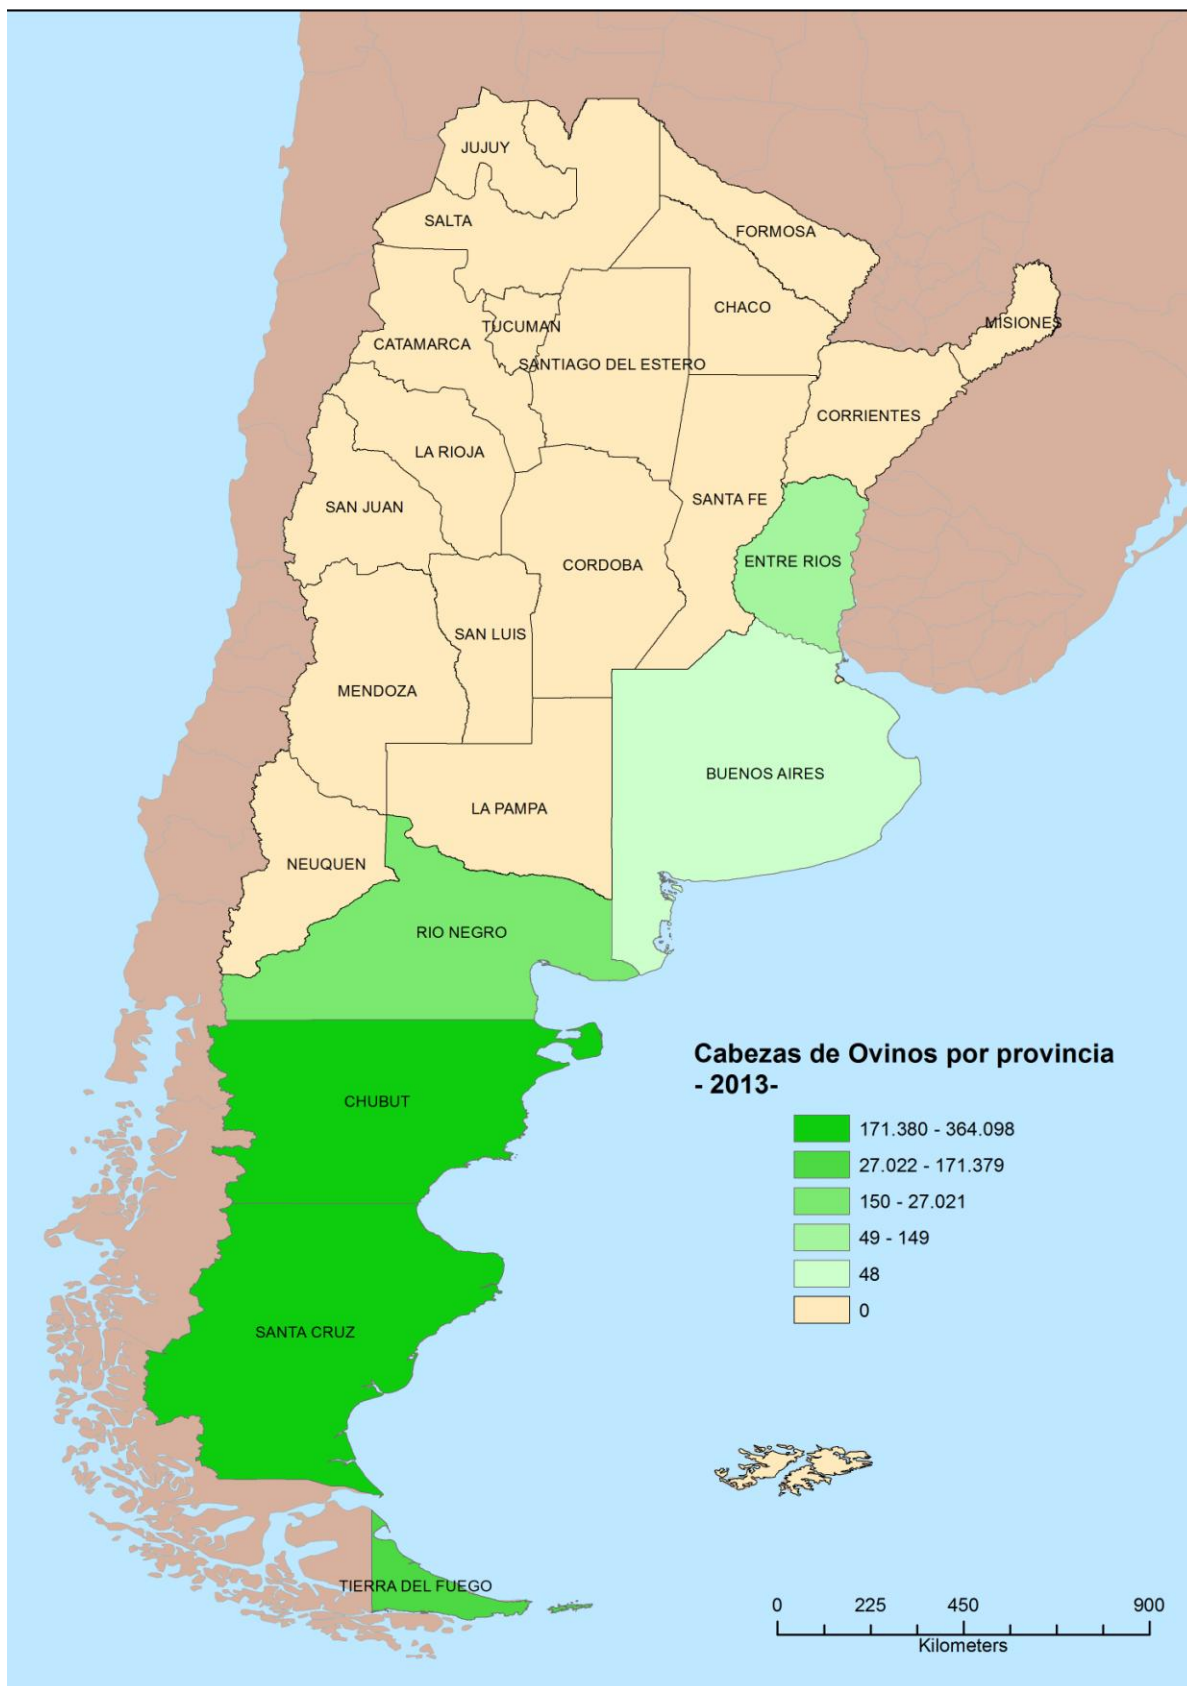 JUJUY
SALTA
FORMOSA
CHACO
MISIONES
TUCUMAN
CATAMARCA
SANTIAGO DEL ESTERO
CORRIENTES
LA RIOJA
SAN JUAN
SANTA FE
CORDOBA
ENTRE RIOS
SAN LUIS
MENDOZA
BUENOS AIRES
LA PAMPA
NEUQUEN
RIO NEGRO
CHUBUT
SANTA CRUZ
TIERRA DEL FUEGO
Cabezas de Ovinos por provincia
- 2013-
171.380 - 364.098
27.022 - 171.379
150 - 27.021
49 - 149
48
0
0 225 450 900
Kilometers